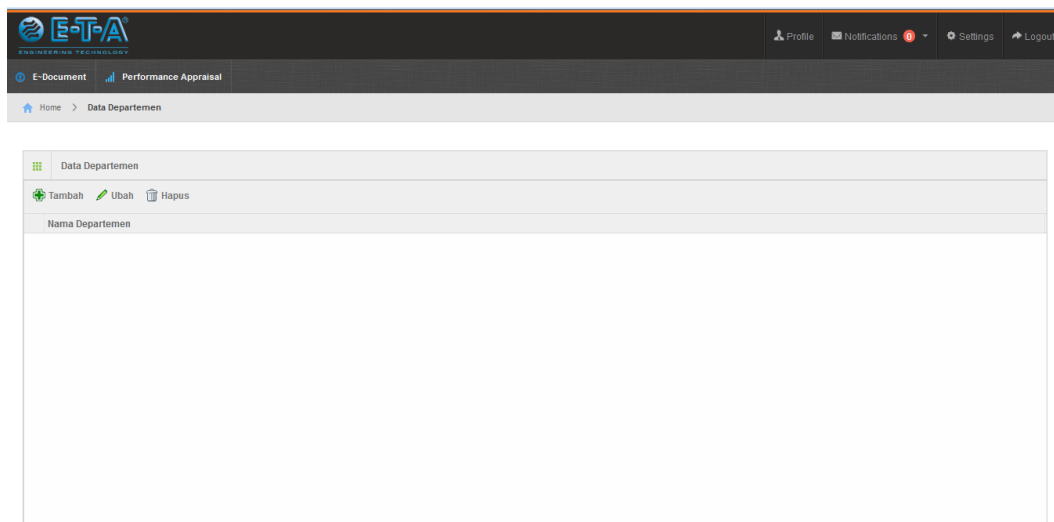 E-T-A®
ENGINEERING TECHNOLOGY
Profile Notifications 0 Settings Logout
E-Document Performance Appraisal
Home > Data Departemen
Data Departemen
Tambah Ubah Hapus
Nama Departemen